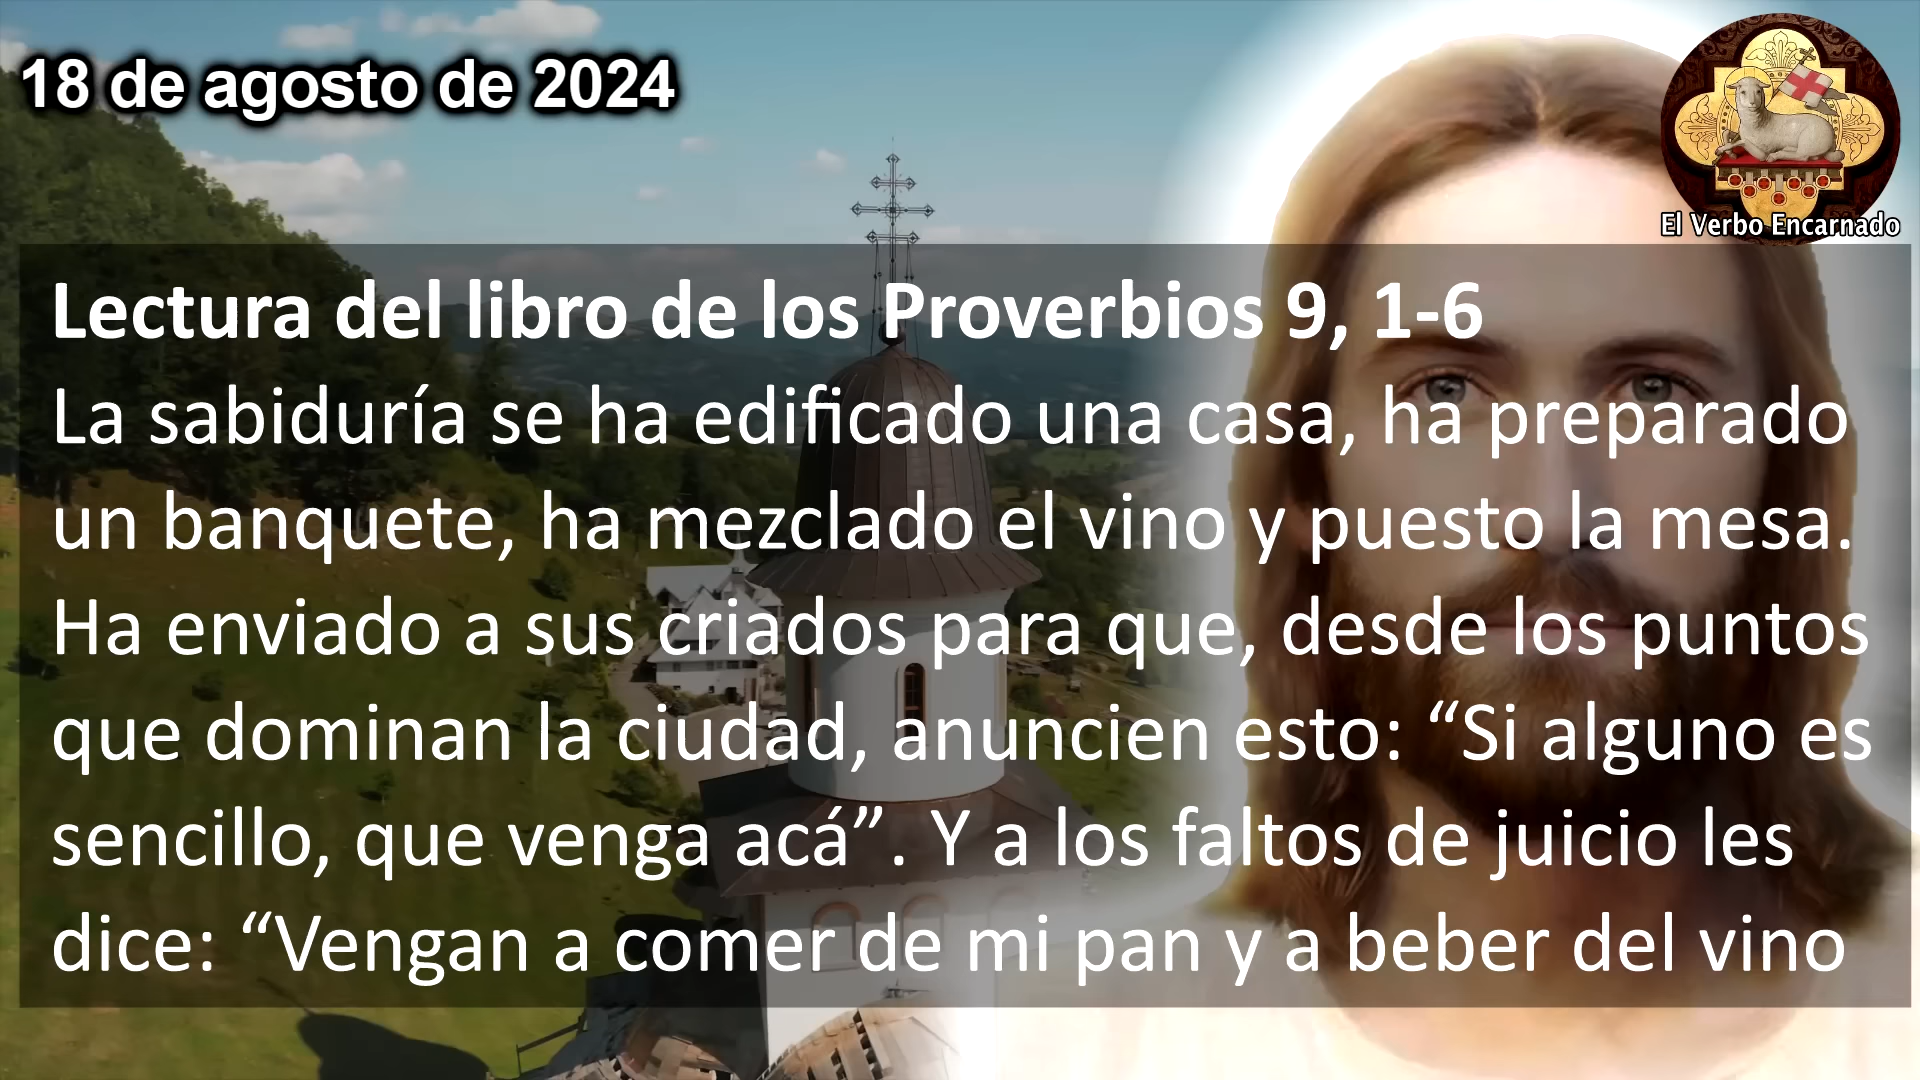 18 de agosto de 2024
El Verbo Encarnado
Lectura del libro de los Proverbios 9, 1-6
La sabiduría se ha edificado una casa, ha preparado
un banquete, ha mezclado el vino y puesto la mesa.
Ha enviado a sus criados para que, desde los puntos
que dominan la ciudad, anuncien esto: “Si alguno es
sencillo, que venga acá”. Y a los faltos de juicio les
dice: “Vengan a comer de mi pan y a beber del vino